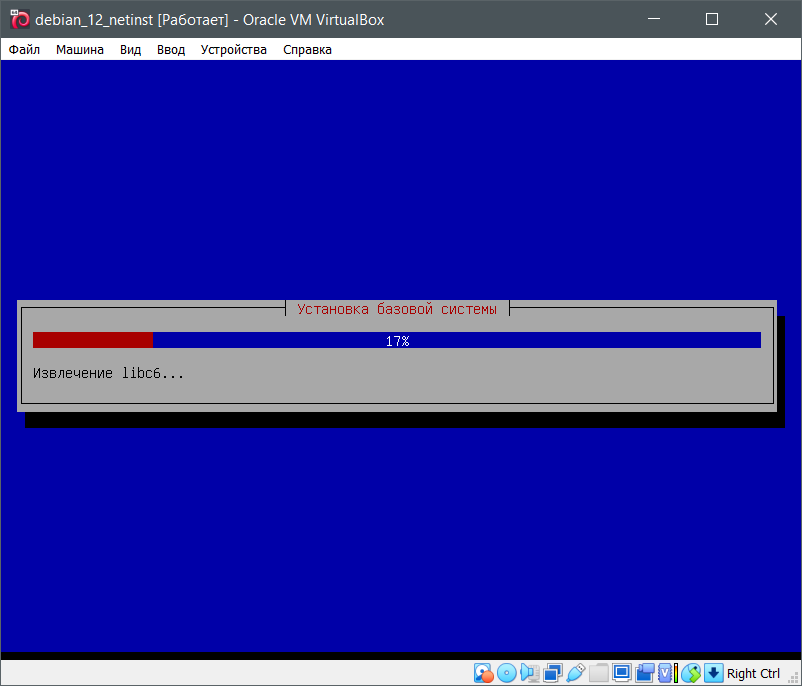 debian_12_netinst [Работает] - Oracle VM VirtualBox
Файл Машина Вид Ввод Устройства Справка
Установка базовой системы
17%
Извлечение libc6...
Right Ctrl